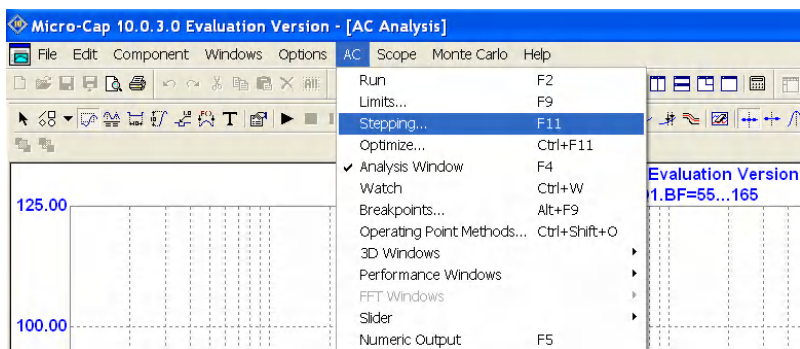 Micro-Cap 10.0.3.0 Evaluation Version - [AC Analysis]
File Edit Component Windows Options AC Scope Monte Carlo Help
Run F2
Limits... F9
Stepping... F11
Optimize... Ctrl+F11
Analysis Window F4
Watch Ctrl+W
Breakpoints... Alt+F9
Operating Point Methods... Ctrl+Shift+O
3D Windows
Performance Windows
FFT Windows
Slider
Numeric Output F5
T
Evaluation Version
1.BF=55...165
125.00
100.00